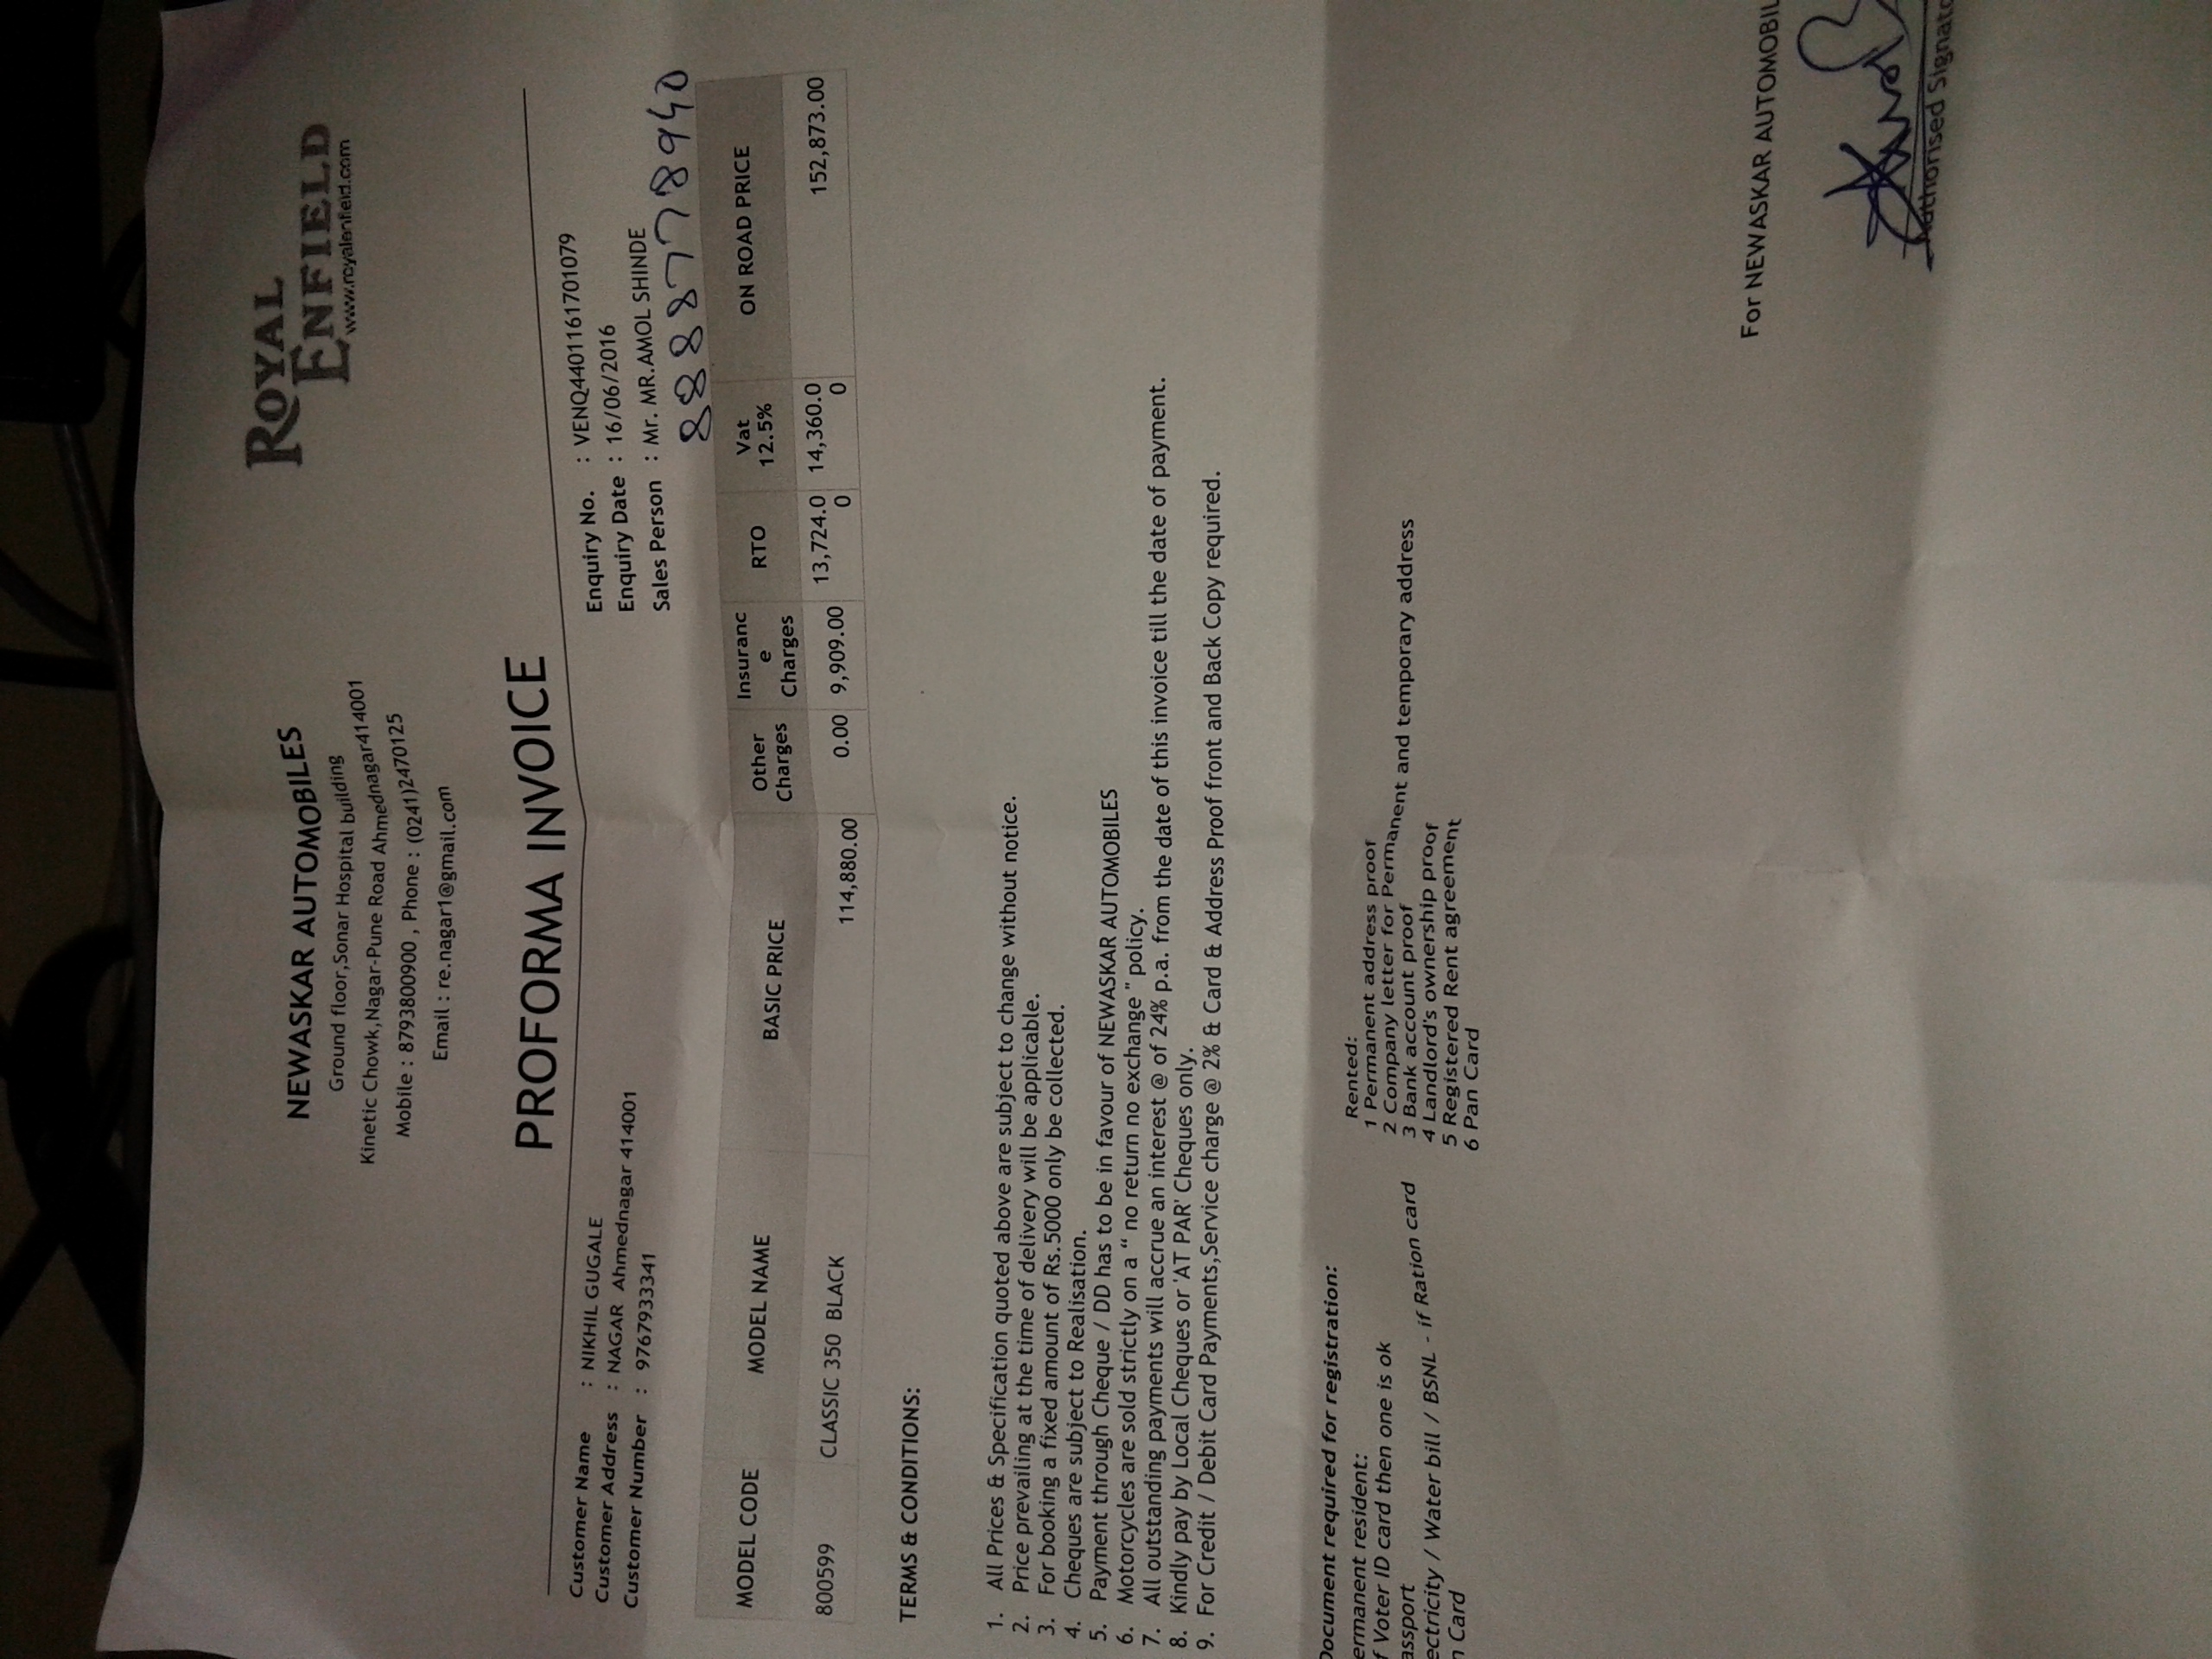 ROYAL
ENFIELD
www.royalenfield.com
NEWASKAR AUTOMOBILES
Ground floor,Sonar Hospital building
Kinetic Chowk,Nagar-Pune Road Ahmednagar414001
Mobile : 8793800900 , Phone : (0241)2470125
Email : re.nagar1@gmail.com
PROFORMA INVOICE
Customer Name : NIKHIL GUGALE
Customer Address : NAGAR Ahmednagar 414001
Customer Number : 9767933341
Enquiry No. : VENQ4401161701079
Enquiry Date : 16/06/2016
Sales Person : Mr. MR.AMOL SHINDE
8888778940
MODEL CODE MODEL NAME BASIC PRICE Other Charges Insuranc e Charges RTO Vat 12.5% ON ROAD PRICE
800599 CLASSIC 350 BLACK 114,880.00 0.00 9,909.00 13,724.0 0 14,360.0 0 152,873.00
TERMS & CONDITIONS:
1. All Prices & Specification quoted above are subject to change without notice.
2. Price prevailing at the time of delivery will be applicable.
3. For booking a fixed amount of Rs.5000 only be collected.
4. Cheques are subject to Realisation.
5. Payment through Cheque / DD has to be in favour of NEWASKAR AUTOMOBILES
6. Motorcycles are sold strictly on a “ no return no exchange " policy.
7. All outstanding payments will accrue an interest @ of 24% p.a. from the date of this invoice till the date of payment.
8. Kindly pay by Local Cheques or 'AT PAR' Cheques only.
9. For Credit / Debit Card Payments,Service charge @ 2% & Card & Address Proof front and Back Copy required.
Document required for registration:
ermanent resident:
f Voter ID card then one is ok
assport
ectricity / Water bill / BSNL - if Ration card
n Card
Rented:
1 Permanent address proof
2 Company letter for Permanent and temporary address
3 Bank account proof
4 Landlord's ownership proof
5 Registered Rent agreement
6 Pan Card
For NEWASKAR AUTOMOBIL
Authorised Signato